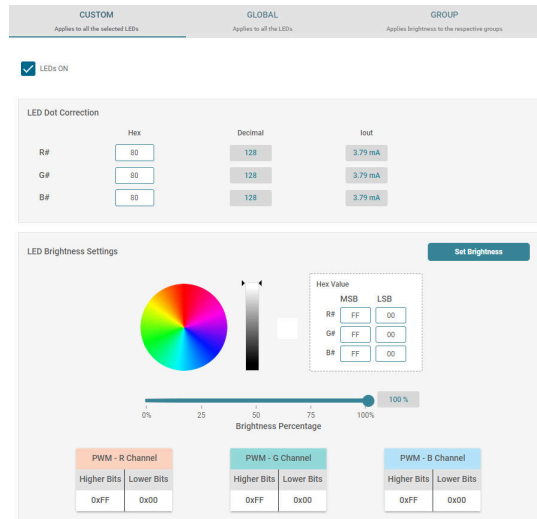 CUSTOM GLOBAL GROUP
Applies to all the selected LEDs Applies to all the LEDs Applies brightness to the respective groups
LEDs ON
LED Dot Correction
Hex Decimal Iout
R# 80 128 3.79 mA
G# 80 128 3.79 mA
B# 80 128 3.79 mA
LED Brightness Settings Set Brightness
Hex Value
MSB LSB
R# FF 00
G# FF 00
B# FF 00
100 %
0% 25 50 75 100%
Brightness Percentage
PWM - R Channel PWM - G Channel PWM - B Channel
Higher Bits Lower Bits Higher Bits Lower Bits Higher Bits Lower Bits
0xFF 0x00 0xFF 0x00 0xFF 0x00